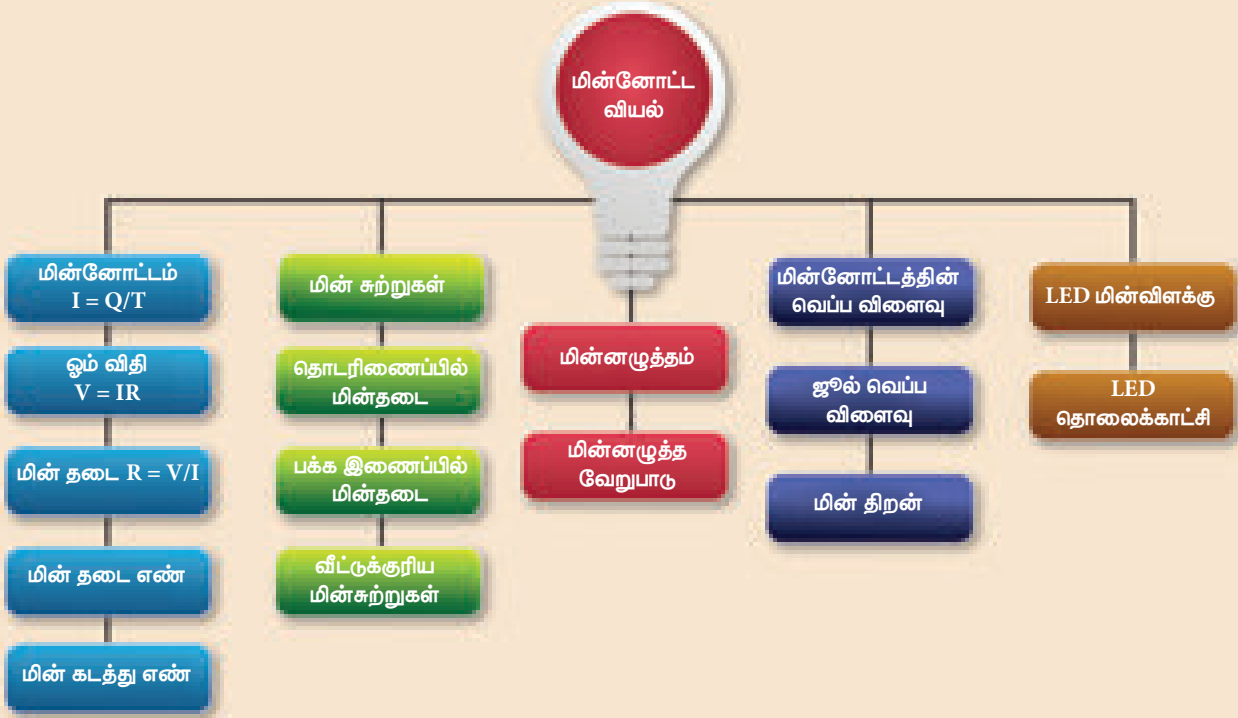 மின்னோட்ட
வியல்
மின்னோட்டம்
I = Q/T
ஓம் விதி
V = IR
மின் தடை R = V/I
மின் தடை எண்
மின் கடத்து எண்
மின் சுற்றுகள்
தொடரிணைப்பில்
மின்தடை
பக்க இணைப்பில்
மின்தடை
வீட்டுக்குரிய
மின்சுற்றுகள்
மின்னழுத்தம்
மின்னழுத்த
வேறுபாடு
மின்னோட்டத்தின்
வெப்ப விளைவு
ஜூல் வெப்ப
விளைவு
மின் திறன்
LED மின்விளக்கு
LED
தொலைக்காட்சி